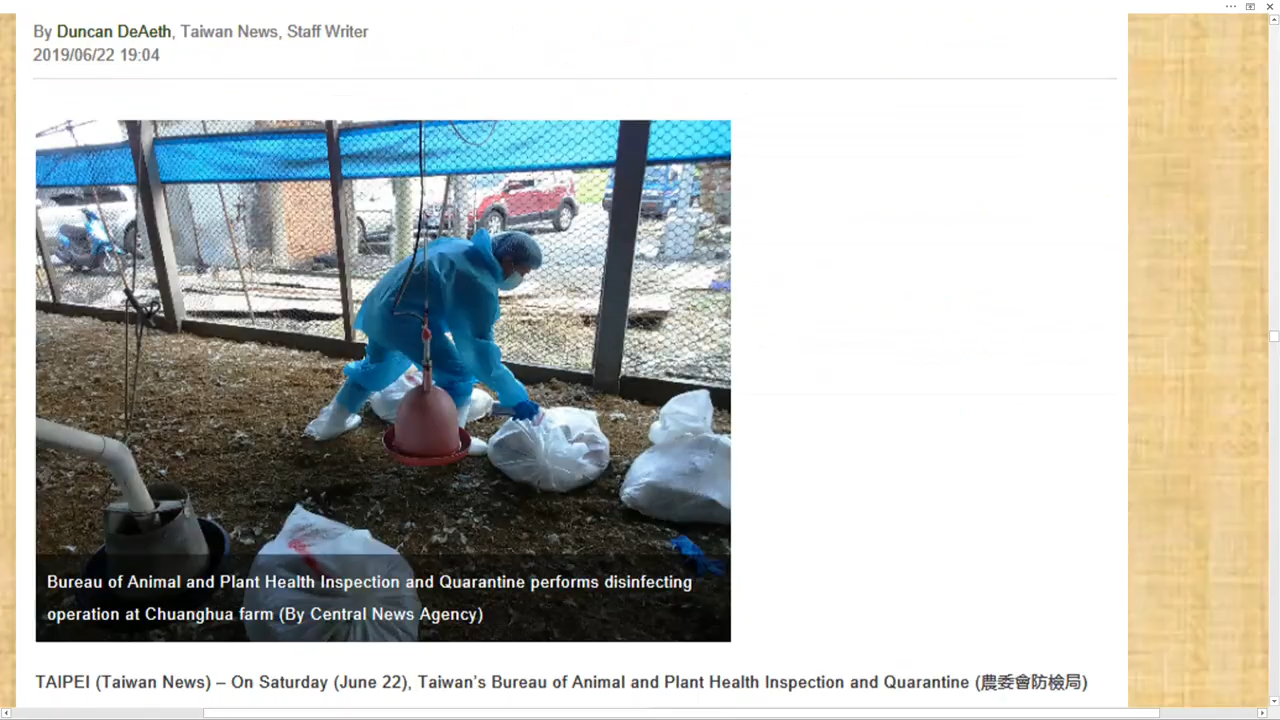 By Duncan DeAeth, Taiwan News, Staff Writer
2019/06/22 19:04
Bureau of Animal and Plant Health Inspection and Quarantine performs disinfecting
operation at Chuanghua farm (By Central News Agency)
TAIPEI (Taiwan News) – On Saturday (June 22), Taiwan’s Bureau of Animal and Plant Health Inspection and Quarantine (農委會防檢局)